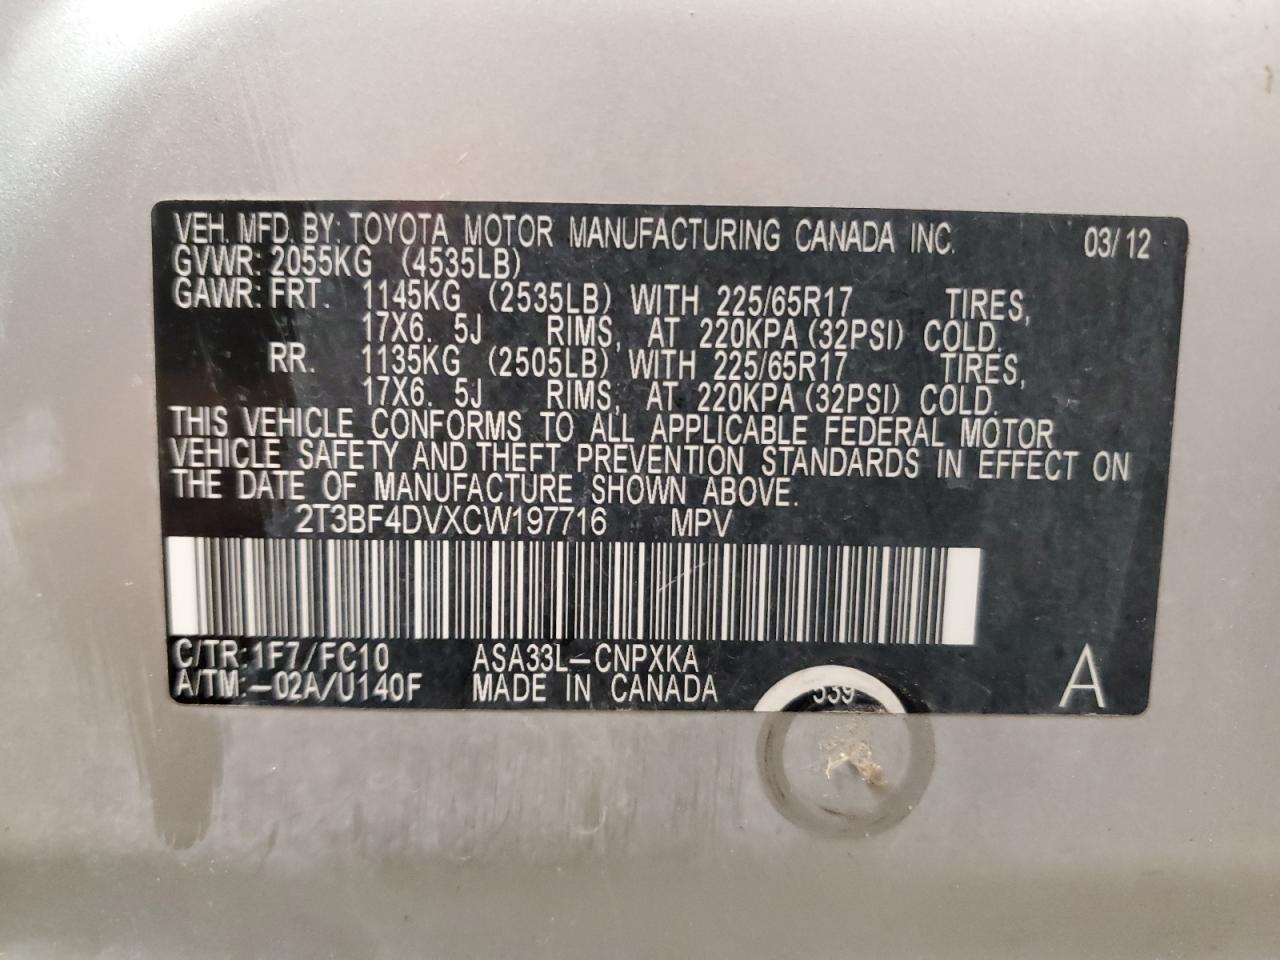 VEH. MFD. BY: TOYOTA MOTOR MANUFACTURING CANADA INC. 03/12
GVWR: 2055KG (4535LB)
GAWR: FRT. 1145KG (2535LB) WITH 225/65R17 TIRES,
17X6. 5J RIMS, AT 220KPA (32PSI) COLD.
RR. 1135KG (2505LB) WITH 225/65R17 TIRES,
17X6. 5J RIMS, AT 220KPA (32PSI) COLD.
THIS VEHICLE CONFORMS TO ALL APPLICABLE FEDERAL MOTOR
VEHICLE SAFETY AND THEFT PREVENTION STANDARDS IN EFFECT ON
THE DATE OF MANUFACTURE SHOWN ABOVE.
2T3BF4DVXCW197716 MPV
C/TR: 1F7/FC10 ASA33L-CNPXKA
A/TM: -02A/U140F MADE IN CANADA 539 A